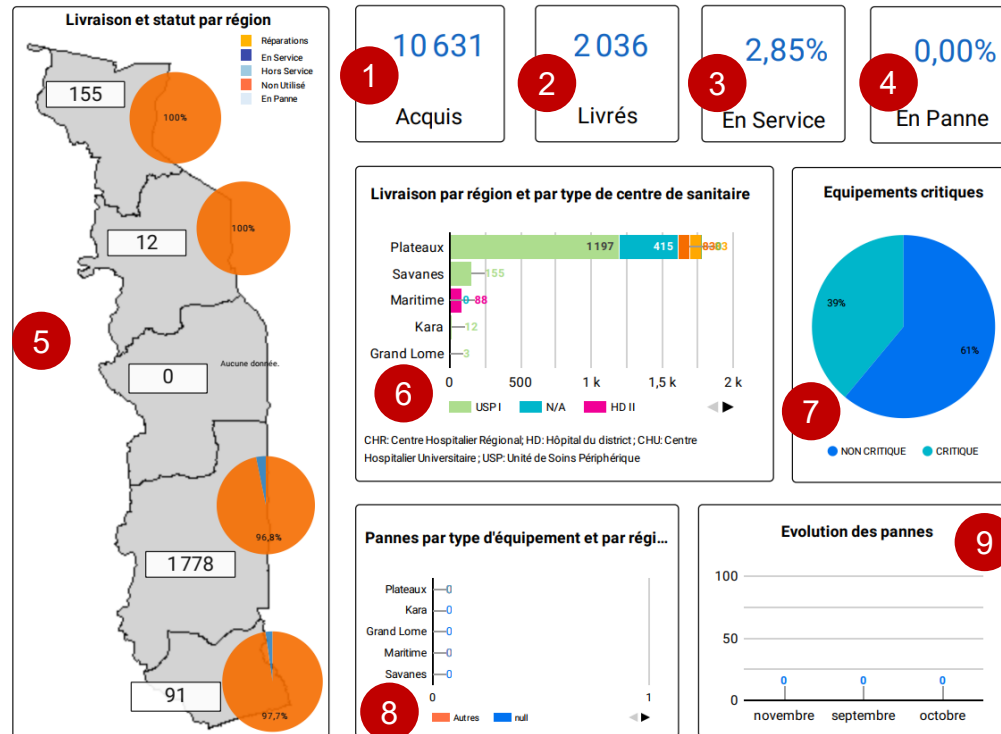 Livraison et statut par région
Réparations
En Service
Hors Service
Non Utilisé
En Panne
155
100%
12
100%
5
0
Aucune donnée.
96,8%
1778
91
97,7%
10 631
1
Acquis
2 036
2
Livrés
2,85%
3
En Service
0,00%
4
En Panne
Livraison par région et par type de centre de sanitaire
Plateaux 1 197 415
Savanes 155
Maritime 0 88
Kara 12
Grand Lome 3
0 500 1 k 1,5 k 2 k
6
USP I N/A HD II
CHR: Centre Hospitalier Régional; HD: Hôpital du district; CHU: Centre
Hospitalier Universitaire; USP: Unité de Soins Périphérique
Equipements critiques
39%
61%
7
NON CRITIQUE CRITIQUE
Pannes par type d'équipement et par régi...
Plateaux 0
Kara 0
Grand Lome 0
Maritime 0
Savanes 0
0 1
8
Autres null
Evolution des pannes
9
100
50
0
0 0 0
novembre septembre octobre